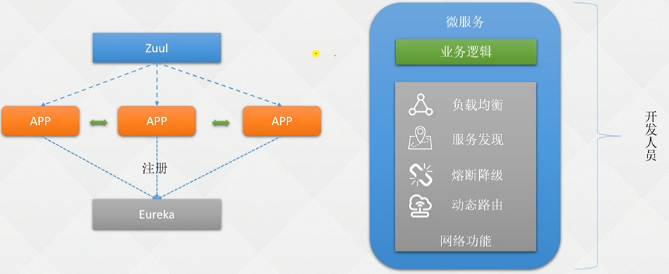 Zuul
APP
APP
APP
注册
Eureka
微服务
业务逻辑
负载均衡
服务发现
熔断降级
动态路由
网络功能
开发人员